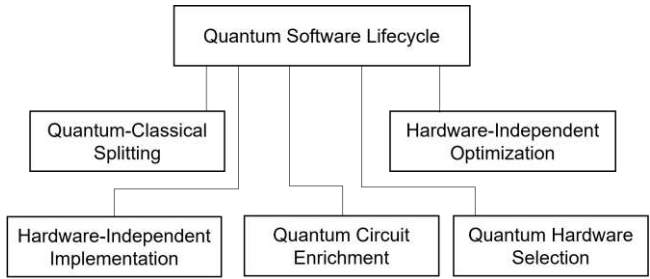 Quantum Software Lifecycle
Quantum-Classical
Splitting
Hardware-Independent
Optimization
Hardware-Independent
Implementation
Quantum Circuit
Enrichment
Quantum Hardware
Selection